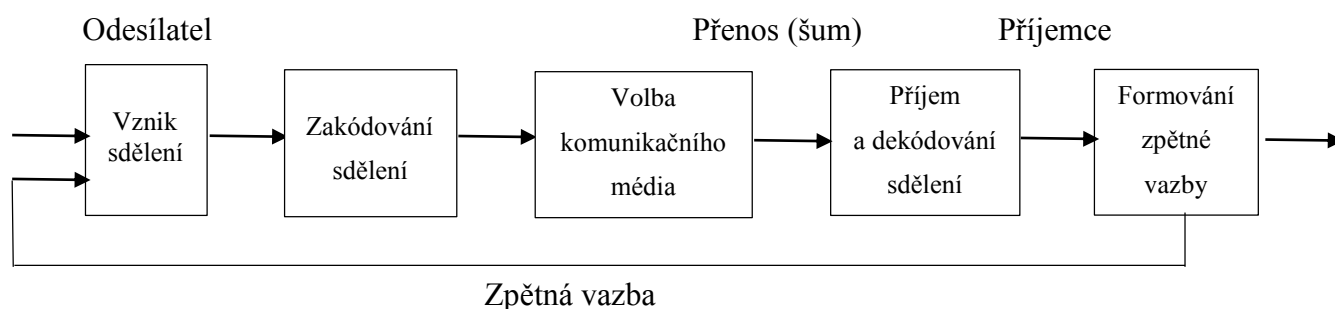 Odesílatel
Přenos (šum)
Příjemce
Vznik
sdělení
Zakódování
sdělení
Volba
komunikačního
média
Příjem
a dekódování
sdělení
Formování
zpětné
vazby
Zpětná vazba